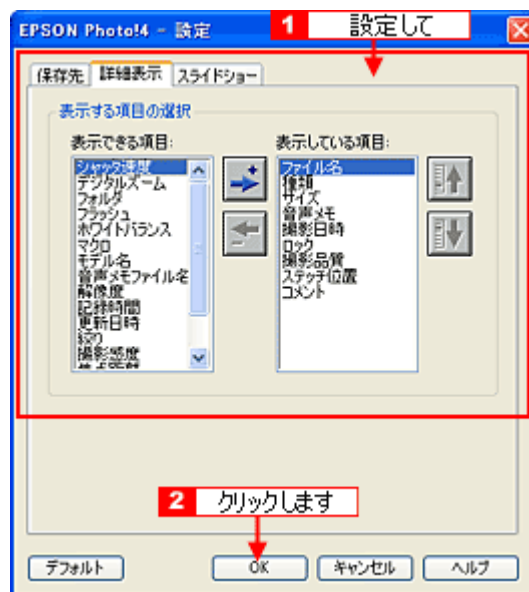 EPSON Photo!4 - 設定
1 設定して
保存先 詳細表示 スライドショー
表示する項目の選択
表示できる項目:
シャッタ速度
デジタルズーム
フォルダ
フラッシュ
ホワイトバランス
マクロ
モデル名
音声メモファイル名
解像度
記録時間
更新日時
絞り
撮影感度
表示している項目:
ファイル名
種類
サイズ
音声メモ
撮影日時
ロック
撮影品質
ステッチ位置
コメント
2 クリックします
デフォルト OK キャンセル ヘルプ